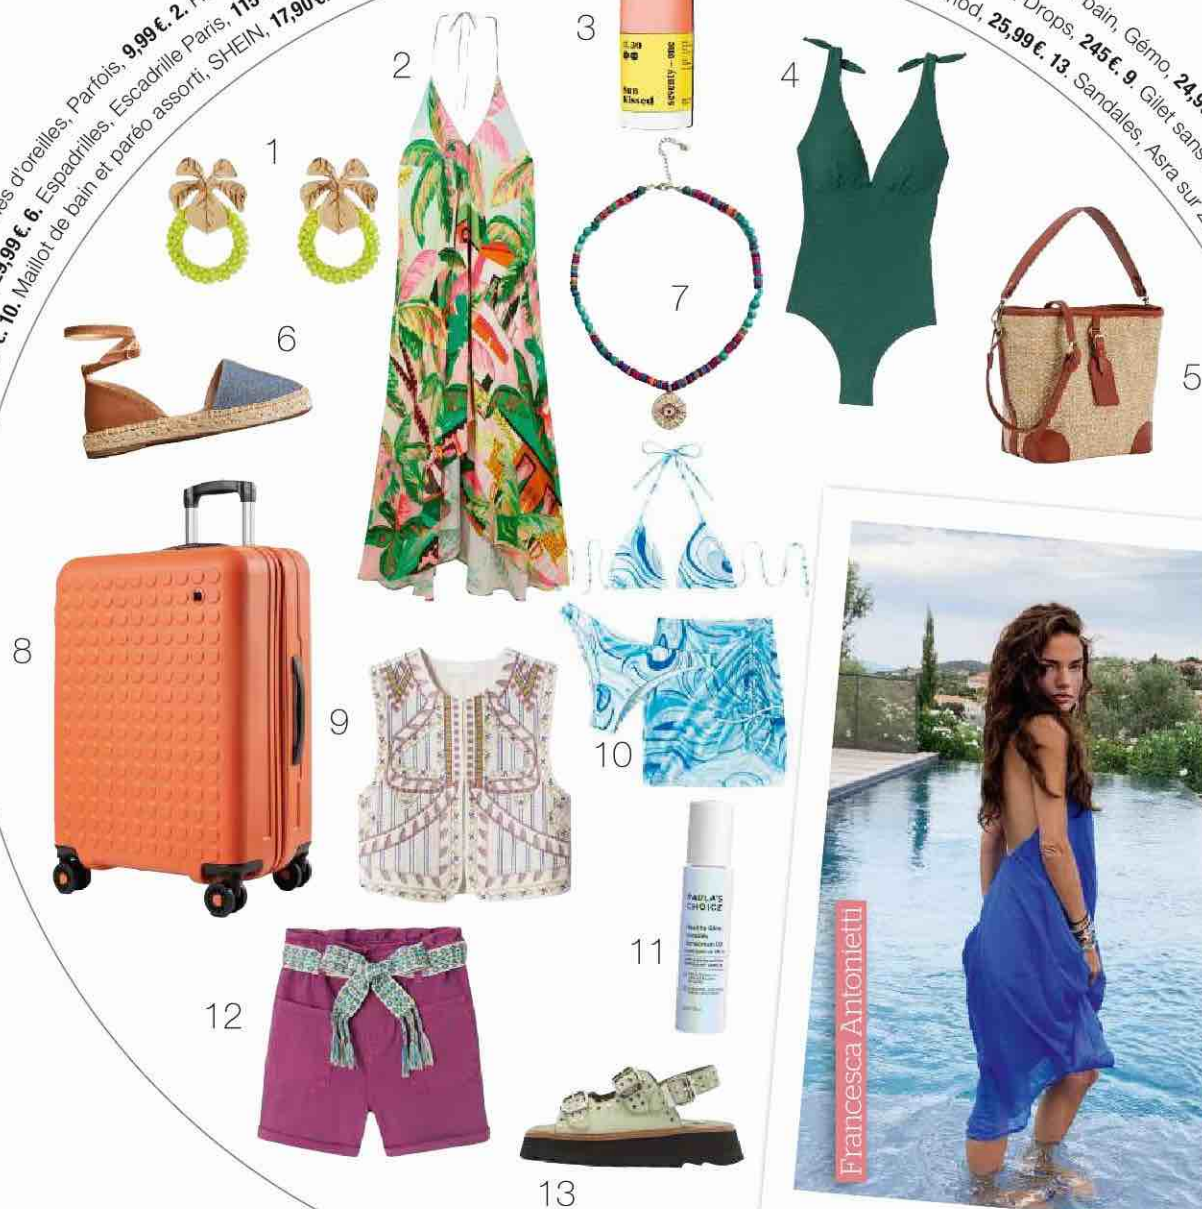 es d'oreilles, Parfois, 9,99 €. 2.
9,99 €. 6. Espadrilles, Escadrille Paris, 115
€. 10. Maillot de bain et paréo assorti, SHEIN, 17,90 €.
bain, Gémo, 24,9
Drops, 245 €. 9. Gilet sans
od, 25,99 €. 13. Sandales, Asra sur
1
2
3
30
Sun
Kissed
seventy-one
4
5
6
7
8
9
10
11
PAULA'S
CHOICE
12
13
Francesca Antonietti